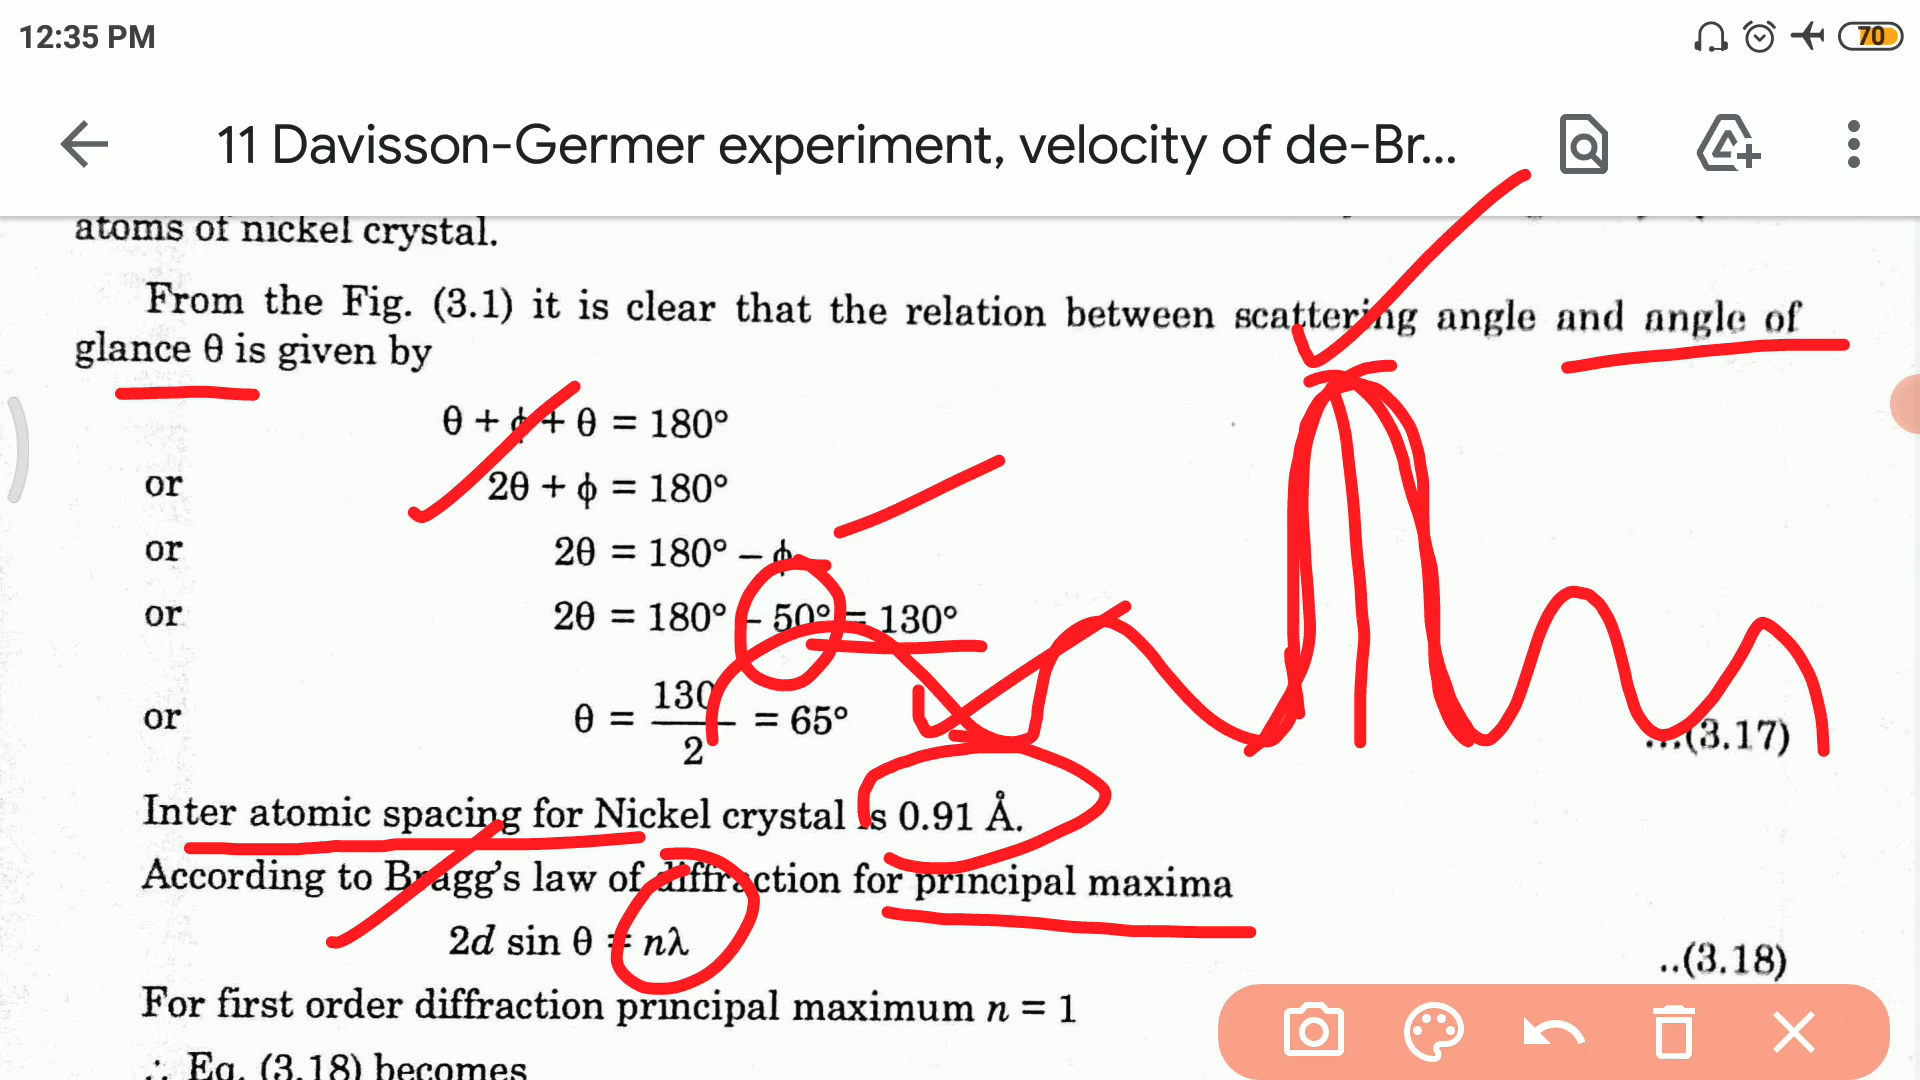 12:35 PM
70
11 Davisson-Germer experiment, velocity of de-Br...
atoms of nickel crystal.
From the Fig. (3.1) it is clear that the relation between scattering angle and angle of
glance θ is given by
θ + ϕ + θ = 180°
or 2θ + ϕ = 180°
or 2θ = 180° – ϕ
or 2θ = 180° – 50° = 130°
or θ = 130/2 = 65° ...(3.17)
Inter atomic spacing for Nickel crystal is 0.91 Å.
According to Bragg's law of diffraction for principal maxima
2d sin θ = nλ ..(3.18)
For first order diffraction principal maximum n = 1
∴ Eq. (3.18) becomes